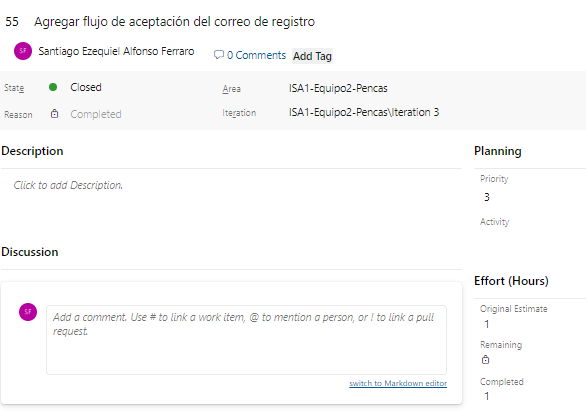 55 Agregar flujo de aceptación del correo de registro
SF Santiago Ezequiel Alfonso Ferraro 0 Comments Add Tag
State Closed Area ISA1-Equipo2-Pencas
Reason Completed Iteration ISA1-Equipo2-Pencas\Iteration 3
Description
Click to add Description.
Planning
Priority
3
Activity
Discussion
SF
Add a comment. Use # to link a work item, @ to mention a person, or ! to link a pull
request.
switch to Markdown editor
Effort (Hours)
Original Estimate
1
Remaining
Completed
1